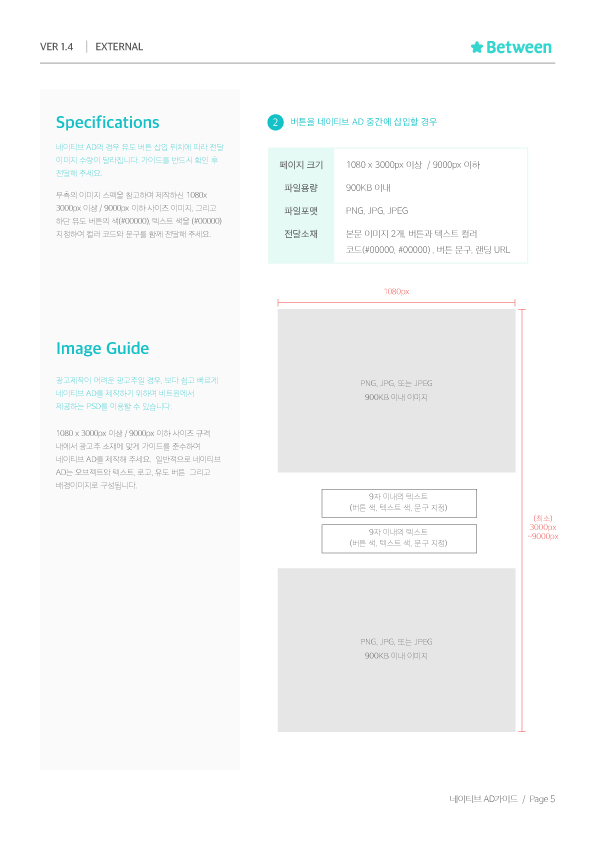 VER 1.4 | EXTERNAL
Between
Specifications
네이티브 AD의 경우 유도 버튼 삽입 위치에 따라 전달
이미지 수량이 달라집니다. 가이드를 반드시 확인 후
전달해 주세요.
우측의 이미지 스펙을 참고하여 제작하신 1080x
3000px 이상 / 9000px 이하 사이즈 이미지, 그리고
하단 유도 버튼의 색(#00000), 텍스트 색을 (#00000)
지정하여 컬러 코드와 문구를 함께 전달해 주세요.
Image Guide
광고제작이 어려운 광고주일 경우, 보다 쉽고 빠르게
네이티브 AD를 제작하기 위하여 비트윈에서
제공하는 PSD를 이용할 수 있습니다
1080 x 3000px 이상 / 9000px 이하 사이즈 규격
내에서 광고주 소재에 맞게 가이드를 준수하여
네이티브 AD를 제작해 주세요. 일반적으로 네이티브
AD는 오브젝트와 텍스트, 로고, 유도 버튼 그리고
배경이미지로 구성됩니다.
2 버튼을 네이티브 AD 중간에 삽입할 경우
페이지 크기 1080 x 3000px 이상 / 9000px 이하
파일용량 900KB 이내
파일포맷 PNG, JPG, JPEG
전달소재 본문 이미지 2개, 버튼과 텍스트 컬러
코드(#00000, #00000) , 버튼 문구, 랜딩 URL
1080px
PNG, JPG, 또는 JPEG
900KB 이내 이미지
9자 이내의 텍스트
(버튼 색, 텍스트 색, 문구 지정)
9자 이내의 텍스트
(버튼 색, 텍스트 색, 문구 지정)
(최소)
3000px
~9000px
PNG, JPG, 또는 JPEG
900KB 이내 이미지
네이티브 AD가이드 / Page 5